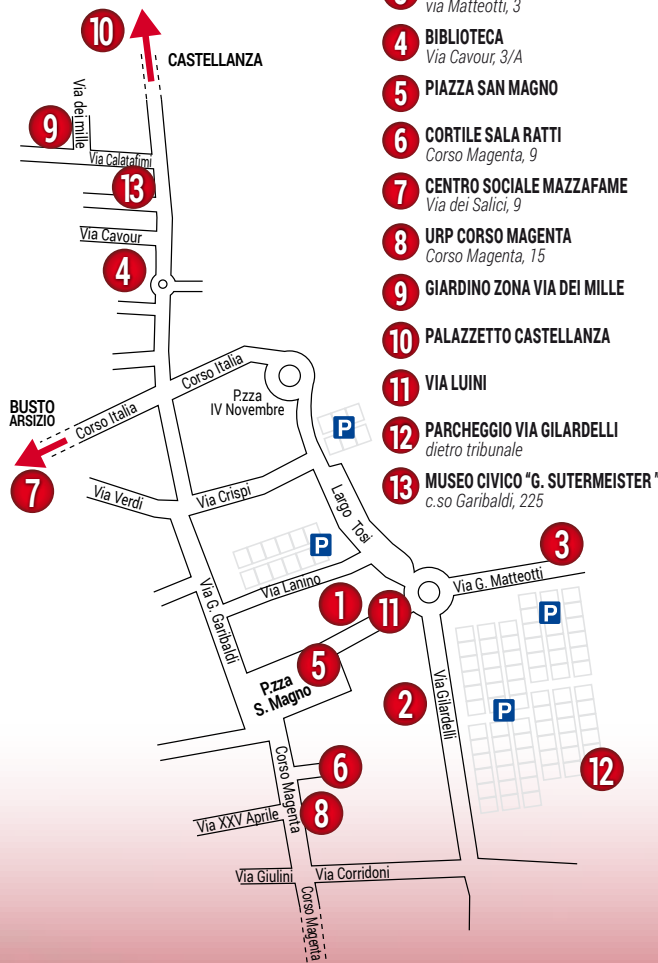 via Matteotti, 3
4 BIBLIOTECA
Via Cavour, 3/A
5 PIAZZA SAN MAGNO
6 CORTILE SALA RATTI
Corso Magenta, 9
7 CENTRO SOCIALE MAZZAFAME
Via dei Salici, 9
8 URP CORSO MAGENTA
Corso Magenta, 15
9 GIARDINO ZONA VIA DEI MILLE
10 PALAZZETTO CASTELLANZA
11 VIA LUINI
12 PARCHEGGIO VIA GILARDELLI
dietro tribunale
13 MUSEO CIVICO "G. SUTERMEISTER"
c.so Garibaldi, 225
10
CASTELLANZA
Via dei mille
9
Via Calatafimi
13
Via Cavour
4
Corso Italia
P.zza
IV Novembre
BUSTO
ARSIZIO
Corso Italia
7
P
Via Verdi
Via Crispi
Largo Tosi
P
3
Via G. Matteotti
Via Lanino
1
11
Via G. Garibaldi
P
5
P.zza
S. Magno
2
Via Gilardelli
P
12
Corso Magenta
6
8
Via XXV Aprile
Via Giulini
Via Corridoni
Corso Magenta